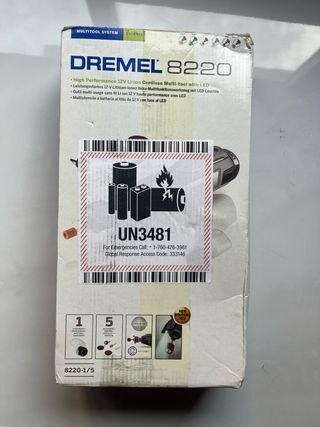 MULTITOOL SYSTEM
DREMEL 8220
• High Performance 12V Li-ion Cordless Multi-tool with LED
• Leistungsstarkes 12-V-Lithium-Ionen-Akku-Multifunktionswerkzeug mit LED-Leuchte
• Outil multi-usage sans fil Li-ion 12 V haute performance avec LED
• Multiutensile a batteria al litio da 12 V con luce al LED
UN3481
For Emergencies Call: + 1-760-476-3961
Global Response Access Code: 333146
1
5
8220-1/5